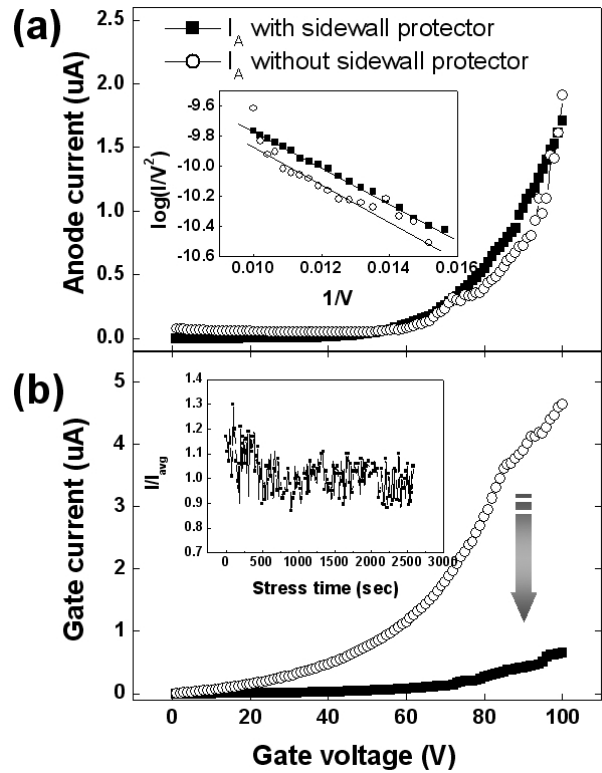 (a)
I_A with sidewall protector
I_A without sidewall protector
Anode current (uA)
2.5
2.0
1.5
1.0
0.5
0.0
log(I/V^2)
-9.6
-9.8
-10.0
-10.2
-10.4
-10.6
0.010 0.012 0.014 0.016
1/V
(b)
Gate current (uA)
5
4
3
2
1
0
I/I_avg
1.4
1.3
1.2
1.1
1.0
0.9
0.8
0.7
0 500 1000 1500 2000 2500 3000
Stress time (sec)
0 20 40 60 80 100
Gate voltage (V)